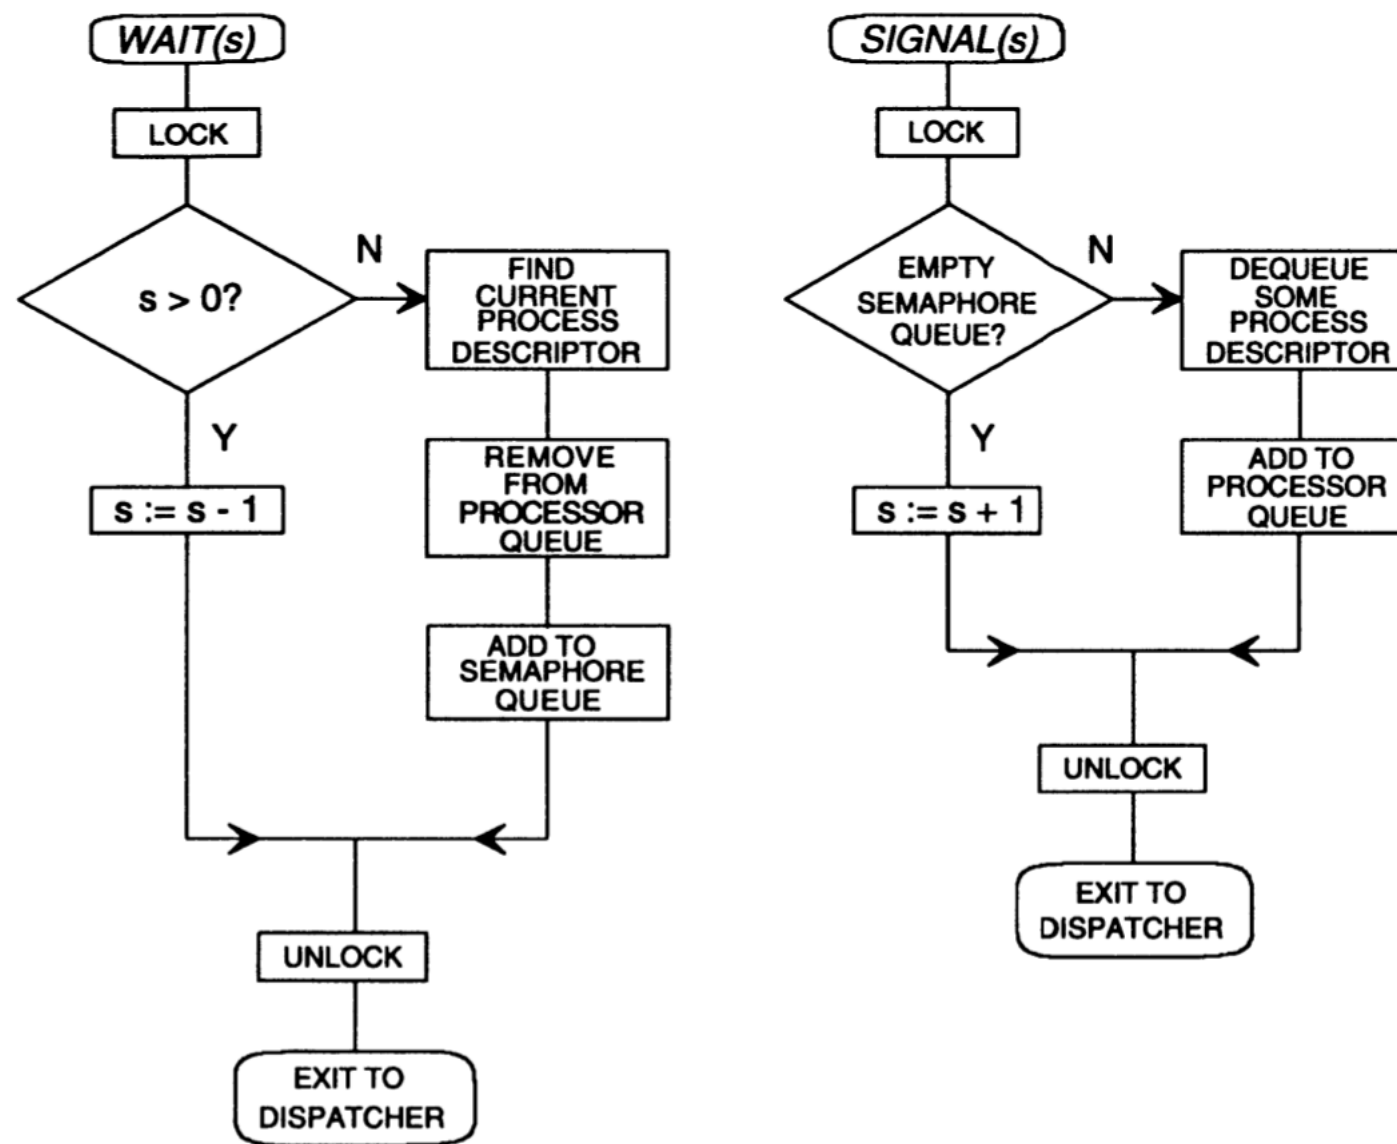 WAIT(s)
LOCK
s > 0?
N
FIND
CURRENT
PROCESS
DESCRIPTOR
Y
s := s - 1
REMOVE
FROM
PROCESSOR
QUEUE
ADD TO
SEMAPHORE
QUEUE
UNLOCK
EXIT TO
DISPATCHER
SIGNAL(s)
LOCK
EMPTY
SEMAPHORE
QUEUE?
N
DEQUEUE
SOME
PROCESS
DESCRIPTOR
Y
s := s + 1
ADD TO
PROCESSOR
QUEUE
UNLOCK
EXIT TO
DISPATCHER